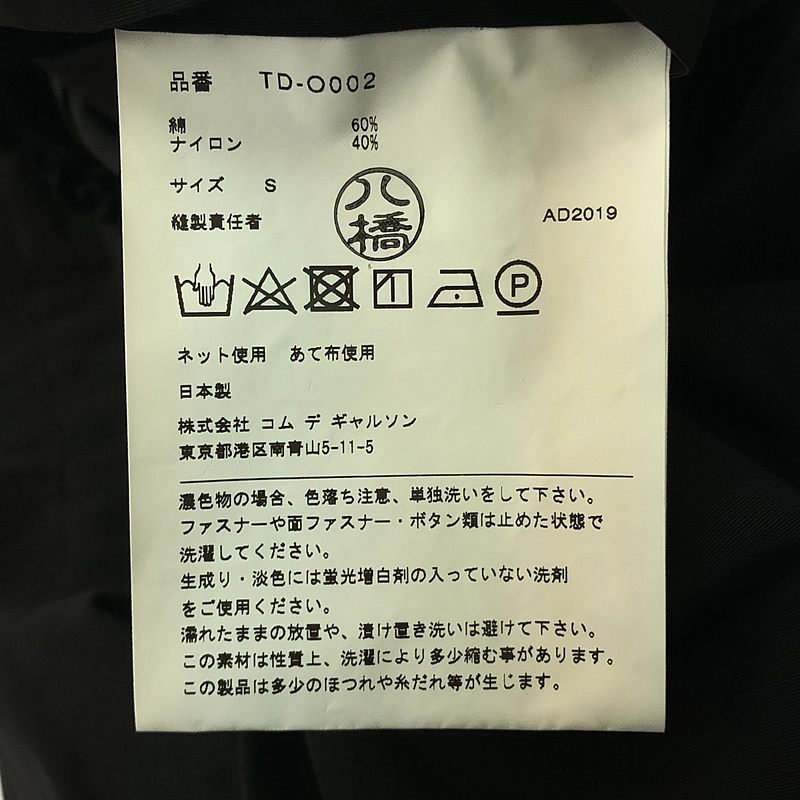 品番 TD-O002
綿 60%
ナイロン 40%
サイズ S
縫製責任者 八橋 AD2019
P
ネット使用 あて布使用
日本製
株式会社 コム デ ギャルソン
東京都港区南青山5-11-5
濃色物の場合、色落ち注意、単独洗いをして下さい。
ファスナーや面ファスナー・ボタン類は止めた状態で
洗濯してください。
生成り・淡色には蛍光増白剤の入っていない洗剤
をご使用ください。
濡れたままの放置や、漬け置き洗いは避けて下さい。
この素材は性質上、洗濯により多少縮む事があります。
この製品は多少のほつれや糸だれ等が生じます。